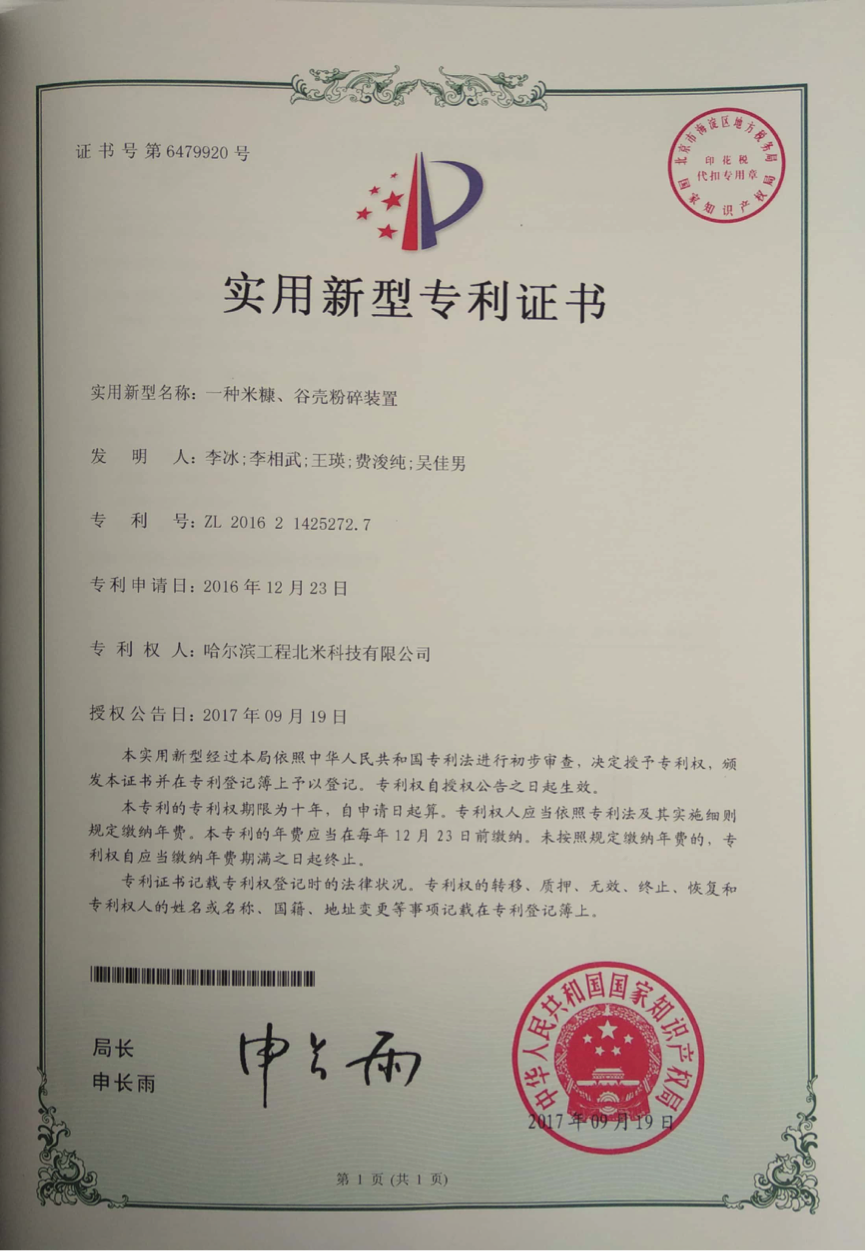 证书号第6479920号
北京市海淀区地方税务局
印花税
代扣专用章
国家知识产权局
实用新型专利证书
实用新型名称：一种米糠、谷壳粉碎装置
发明人：李冰;李相武;王瑛;费浚纯;吴佳男
专利号：ZL 2016 2 1425272.7
专利申请日：2016年12月23日
专利权人：哈尔滨工程北米科技有限公司
授权公告日：2017年09月19日
本实用新型经过本局依照中华人民共和国专利法进行初步审查，决定授予专利权，颁
发本证书并在专利登记簿上予以登记。专利权自授权公告之日起生效。
本专利的专利权期限为十年，自申请日起算。专利权人应当依照专利法及其实施细则
规定缴纳年费。本专利的年费应当在每年12月23日前缴纳。未按照规定缴纳年费的，专
利权自应当缴纳年费期满之日起终止。
专利证书记载专利权登记时的法律状况。专利权的转移、质押、无效、终止、恢复和
专利权人的姓名或名称、国籍、地址变更等事项记载在专利登记簿上。
局长
申长雨
申长雨
中华人民共和国国家知识产权局
2017年09月19日
第1页(共1页)